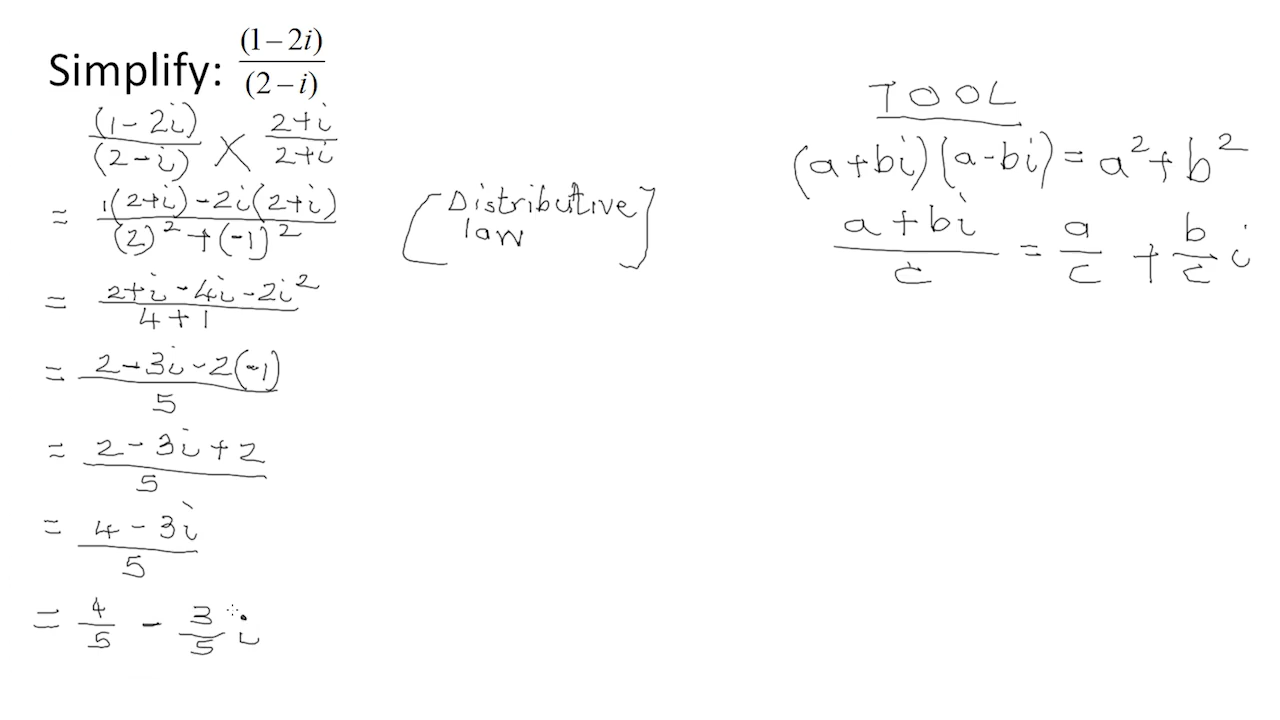 Simplify: (1-2i)/(2-i)
(1-2i)/(2-i) × 2+i/2+i
= 1(2+i)-2i(2+i)/(2)²+(-1)²
[Distributive
law]
= 2+i-4i-2i²/4+1
= 2-3i-2(-1)/5
= 2-3i+2/5
= 4-3i/5
= 4/5 - 3/5 i
TOOL
(a+bi)(a-bi)=a²+b²
a+bi/c = a/c + b/c i